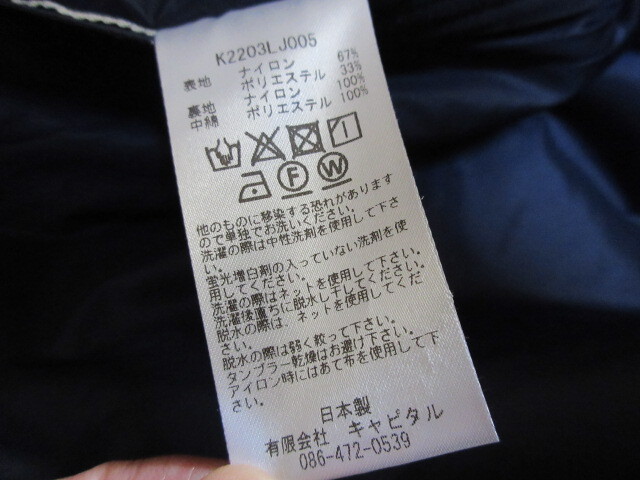 K2203LJ005
表地 ナイロン 67%
ポリエステル 33%
裏地 ナイロン 100%
中綿 ポリエステル 100%
F W
他のものに移染する恐れがあります
ので単独でお洗いください。
洗濯の際は中性洗剤を使用して下さ
い。
蛍光増白剤の入っていない洗剤を使
用してください。
洗濯の際はネットを使用して下さい。
洗濯後直ちに脱水し干してください。
脱水の際は、ネットを使用してくだ
さい。
脱水の際は弱く絞って下さい。
タンブラー乾燥はお避け下さい。
アイロン時にはあて布を使用して下
さい。
日本製
有限会社 キャピタル
086-472-0539